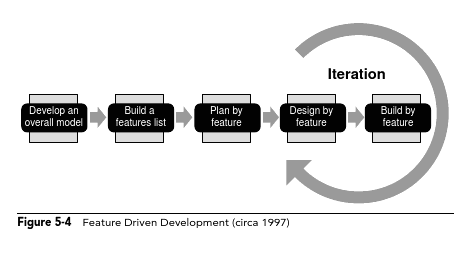 Iteration
Develop an
overall model
Build a
features list
Plan by
feature
Design by
feature
Build by
feature
Figure 5-4 Feature Driven Development (circa 1997)